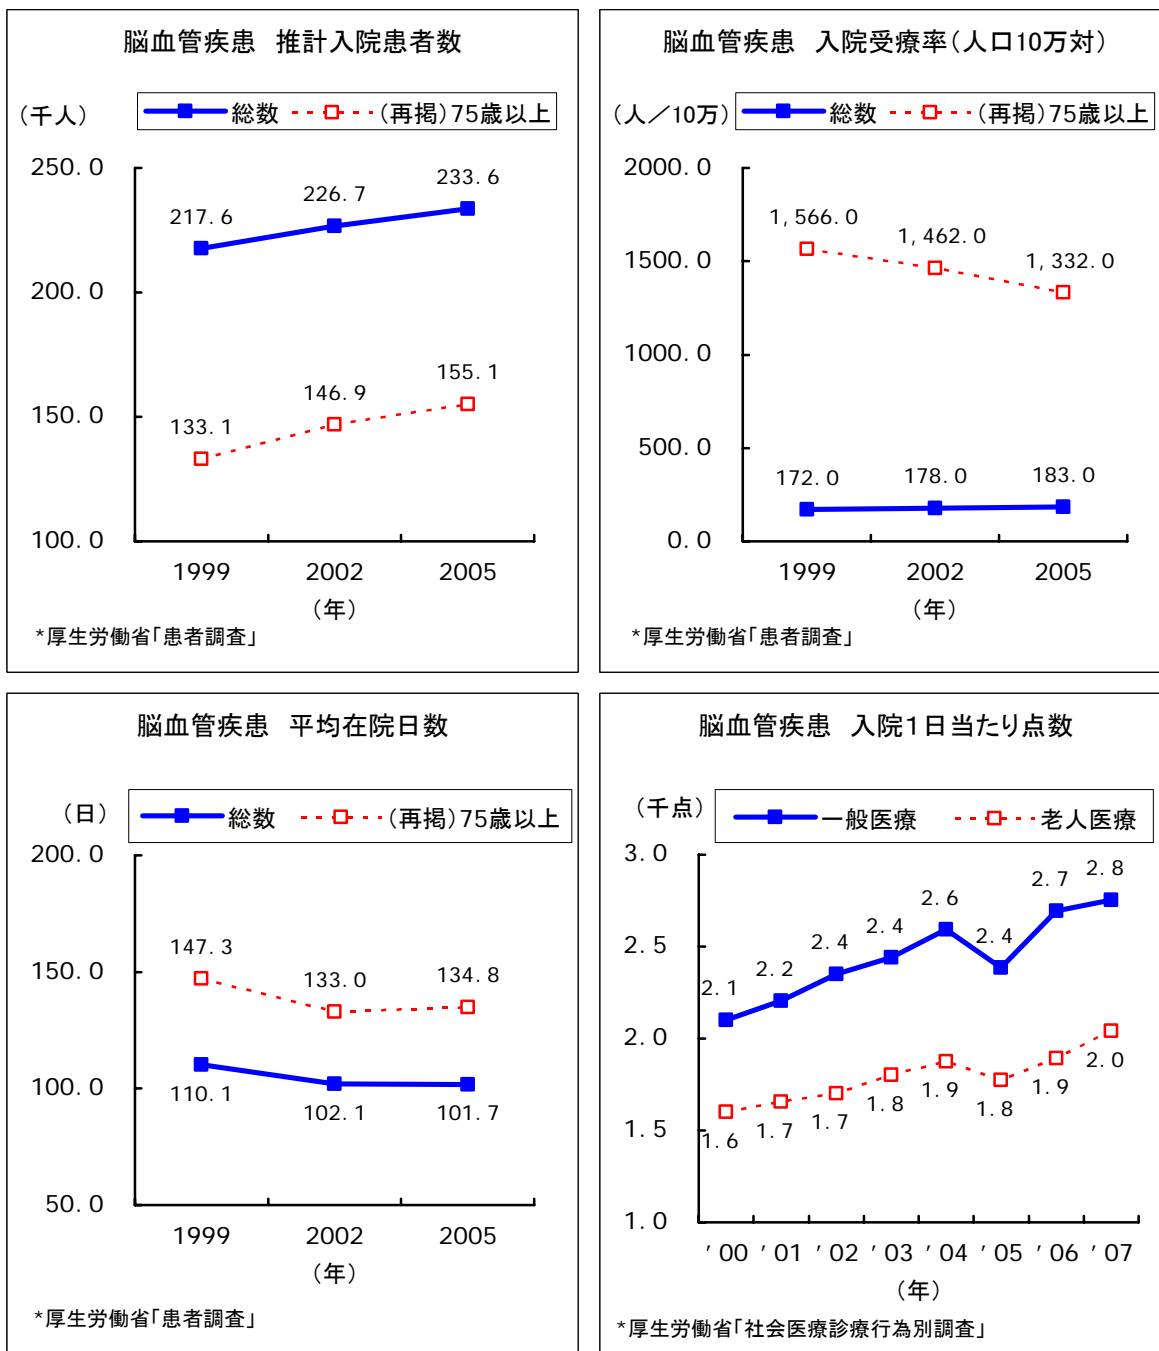 脳血管疾患 推計入院患者数
(千人)
総数 (再掲)75歳以上
250.0
200.0
150.0
100.0
217.6 226.7 233.6
133.1 146.9 155.1
1999 2002 2005
(年)
*厚生労働省「患者調査」
脳血管疾患 入院受療率(人口10万対)
(人/10万)
総数 (再掲)75歳以上
2000.0
1500.0
1000.0
500.0
0.0
1,566.0 1,462.0 1,332.0
172.0 178.0 183.0
1999 2002 2005
(年)
*厚生労働省「患者調査」
脳血管疾患 平均在院日数
(日)
総数 (再掲)75歳以上
200.0
150.0
100.0
50.0
147.3 133.0 134.8
110.1 102.1 101.7
1999 2002 2005
(年)
*厚生労働省「患者調査」
脳血管疾患 入院1日当たり点数
(千点)
一般医療 老人医療
3.0
2.5
2.0
1.5
1.0
2.1 2.2 2.4 2.4 2.6 2.4 2.7 2.8
1.6 1.7 1.7 1.8 1.9 1.8 1.9 2.0
'00 '01 '02 '03 '04 '05 '06 '07
(年)
*厚生労働省「社会医療診療行為別調査」